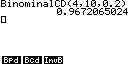 BinomialCD(4,10,0.2)
0.9672065024
BPd Bcd InvB